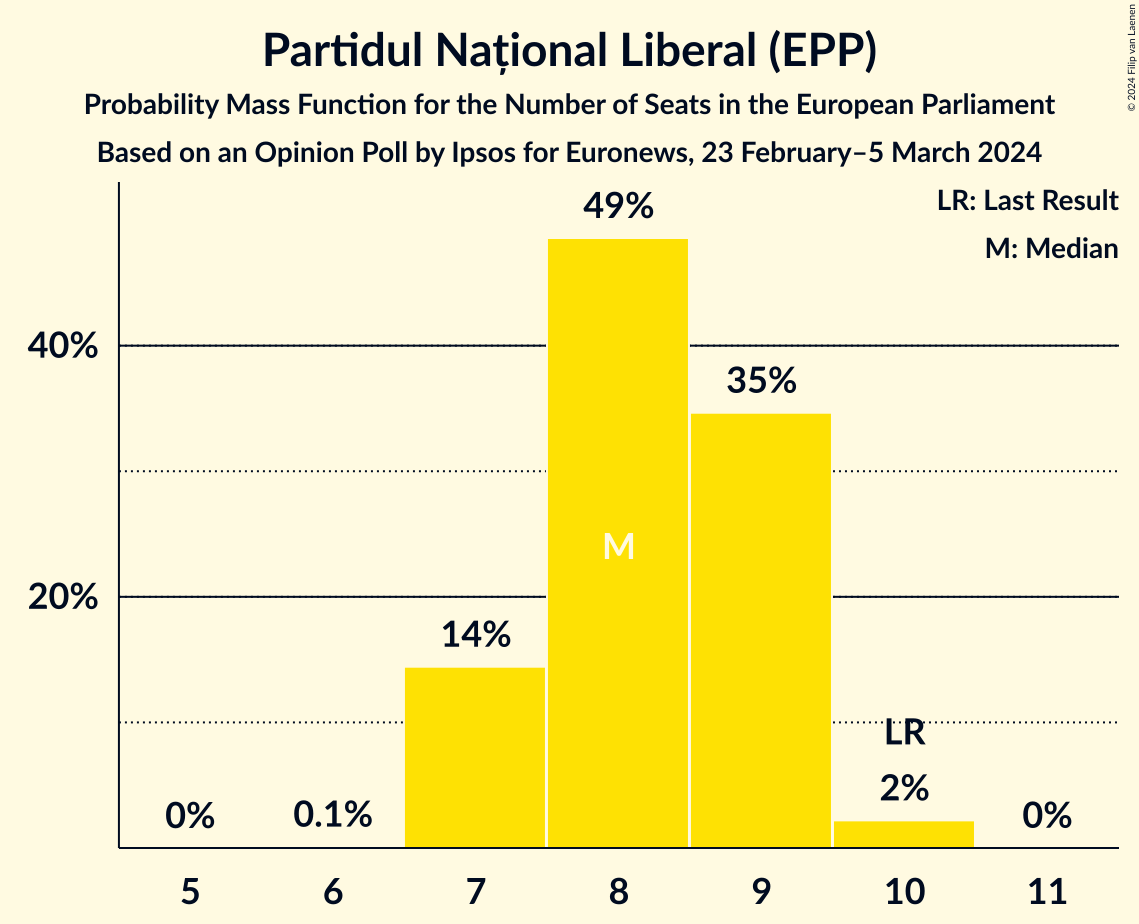 Partidul Național Liberal (EPP)
Probability Mass Function for the Number of Seats in the European Parliament
Based on an Opinion Poll by Ipsos for Euronews, 23 February–5 March 2024
© 2024 Filip van Laenen
LR: Last Result
M: Median
40%
20%
0%
0.1%
14%
49%
M
35%
LR
2%
0%
5 6 7 8 9 10 11